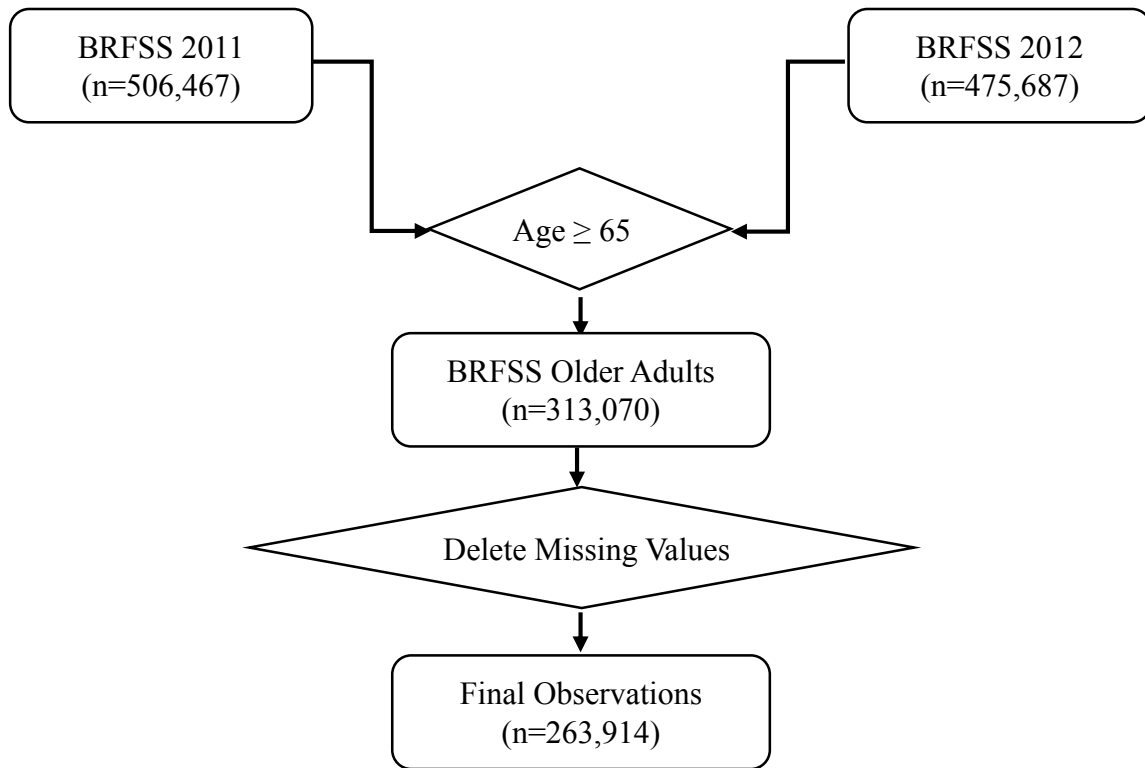 BRFSS 2011
(n=506,467)
BRFSS 2012
(n=475,687)
Age ≥ 65
BRFSS Older Adults
(n=313,070)
Delete Missing Values
Final Observations
(n=263,914)